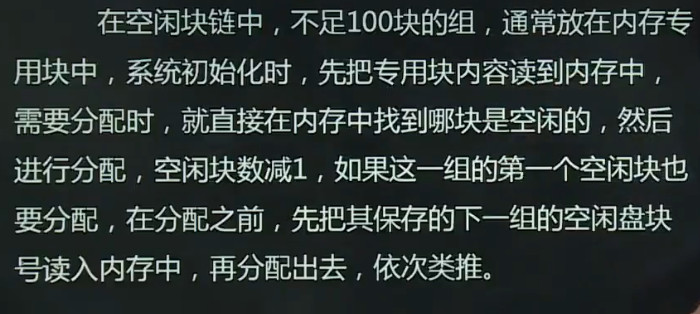 在空闲块链中，不足100块的组，通常放在内存专
用块中，系统初始化时，先把专用块内容读到内存中，
需要分配时，就直接在内存中找到哪块是空闲的，然后
进行分配，空闲块数减1，如果这一组的第一个空闲块也
要分配，在分配之前，先把其保存的下一组的空闲盘块
号读入内存中，再分配出去，依次类推。